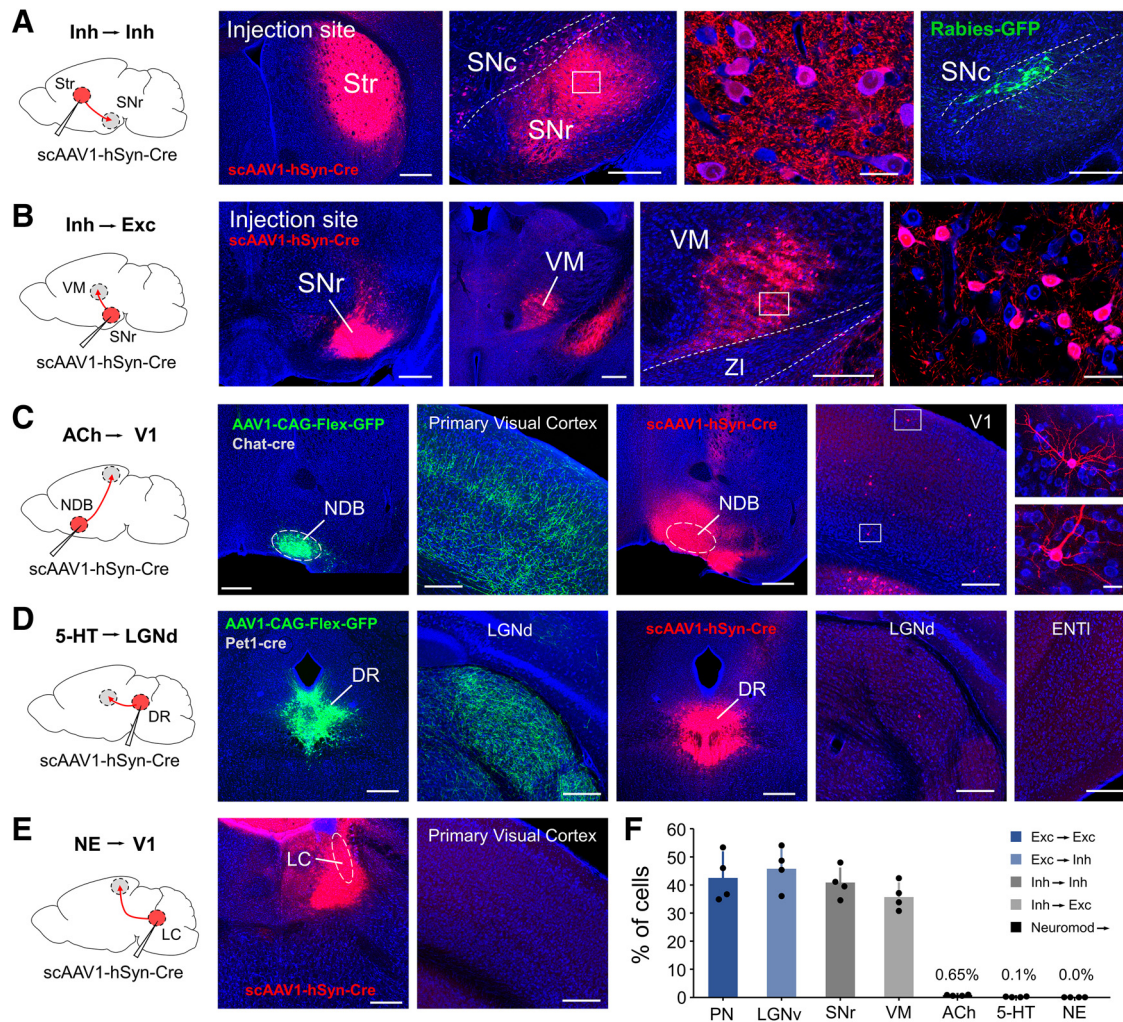 A
Inh → Inh
Str
SNr
scAAV1-hSyn-Cre
Injection site
Str
scAAV1-hSyn-Cre
SNc
SNr
Rabies-GFP
SNc
B
Inh → Exc
VM
SNr
scAAV1-hSyn-Cre
Injection site
scAAV1-hSyn-Cre
SNr
VM
VM
ZI
C
ACh → V1
NDB
scAAV1-hSyn-Cre
AAV1-CAG-Flex-GFP
Chat-cre
NDB
Primary Visual Cortex
scAAV1-hSyn-Cre
NDB
V1
D
5-HT → LGNd
DR
scAAV1-hSyn-Cre
AAV1-CAG-Flex-GFP
Pet1-cre
DR
LGNd
scAAV1-hSyn-Cre
DR
LGNd
ENTl
E
NE → V1
LC
scAAV1-hSyn-Cre
LC
scAAV1-hSyn-Cre
Primary Visual Cortex
F
% of cells
60
50
40
30
20
10
0
Exc → Exc
Exc → Inh
Inh → Inh
Inh → Exc
Neuromod →
0.65% 0.1% 0.0%
PN LGNv SNr VM ACh 5-HT NE